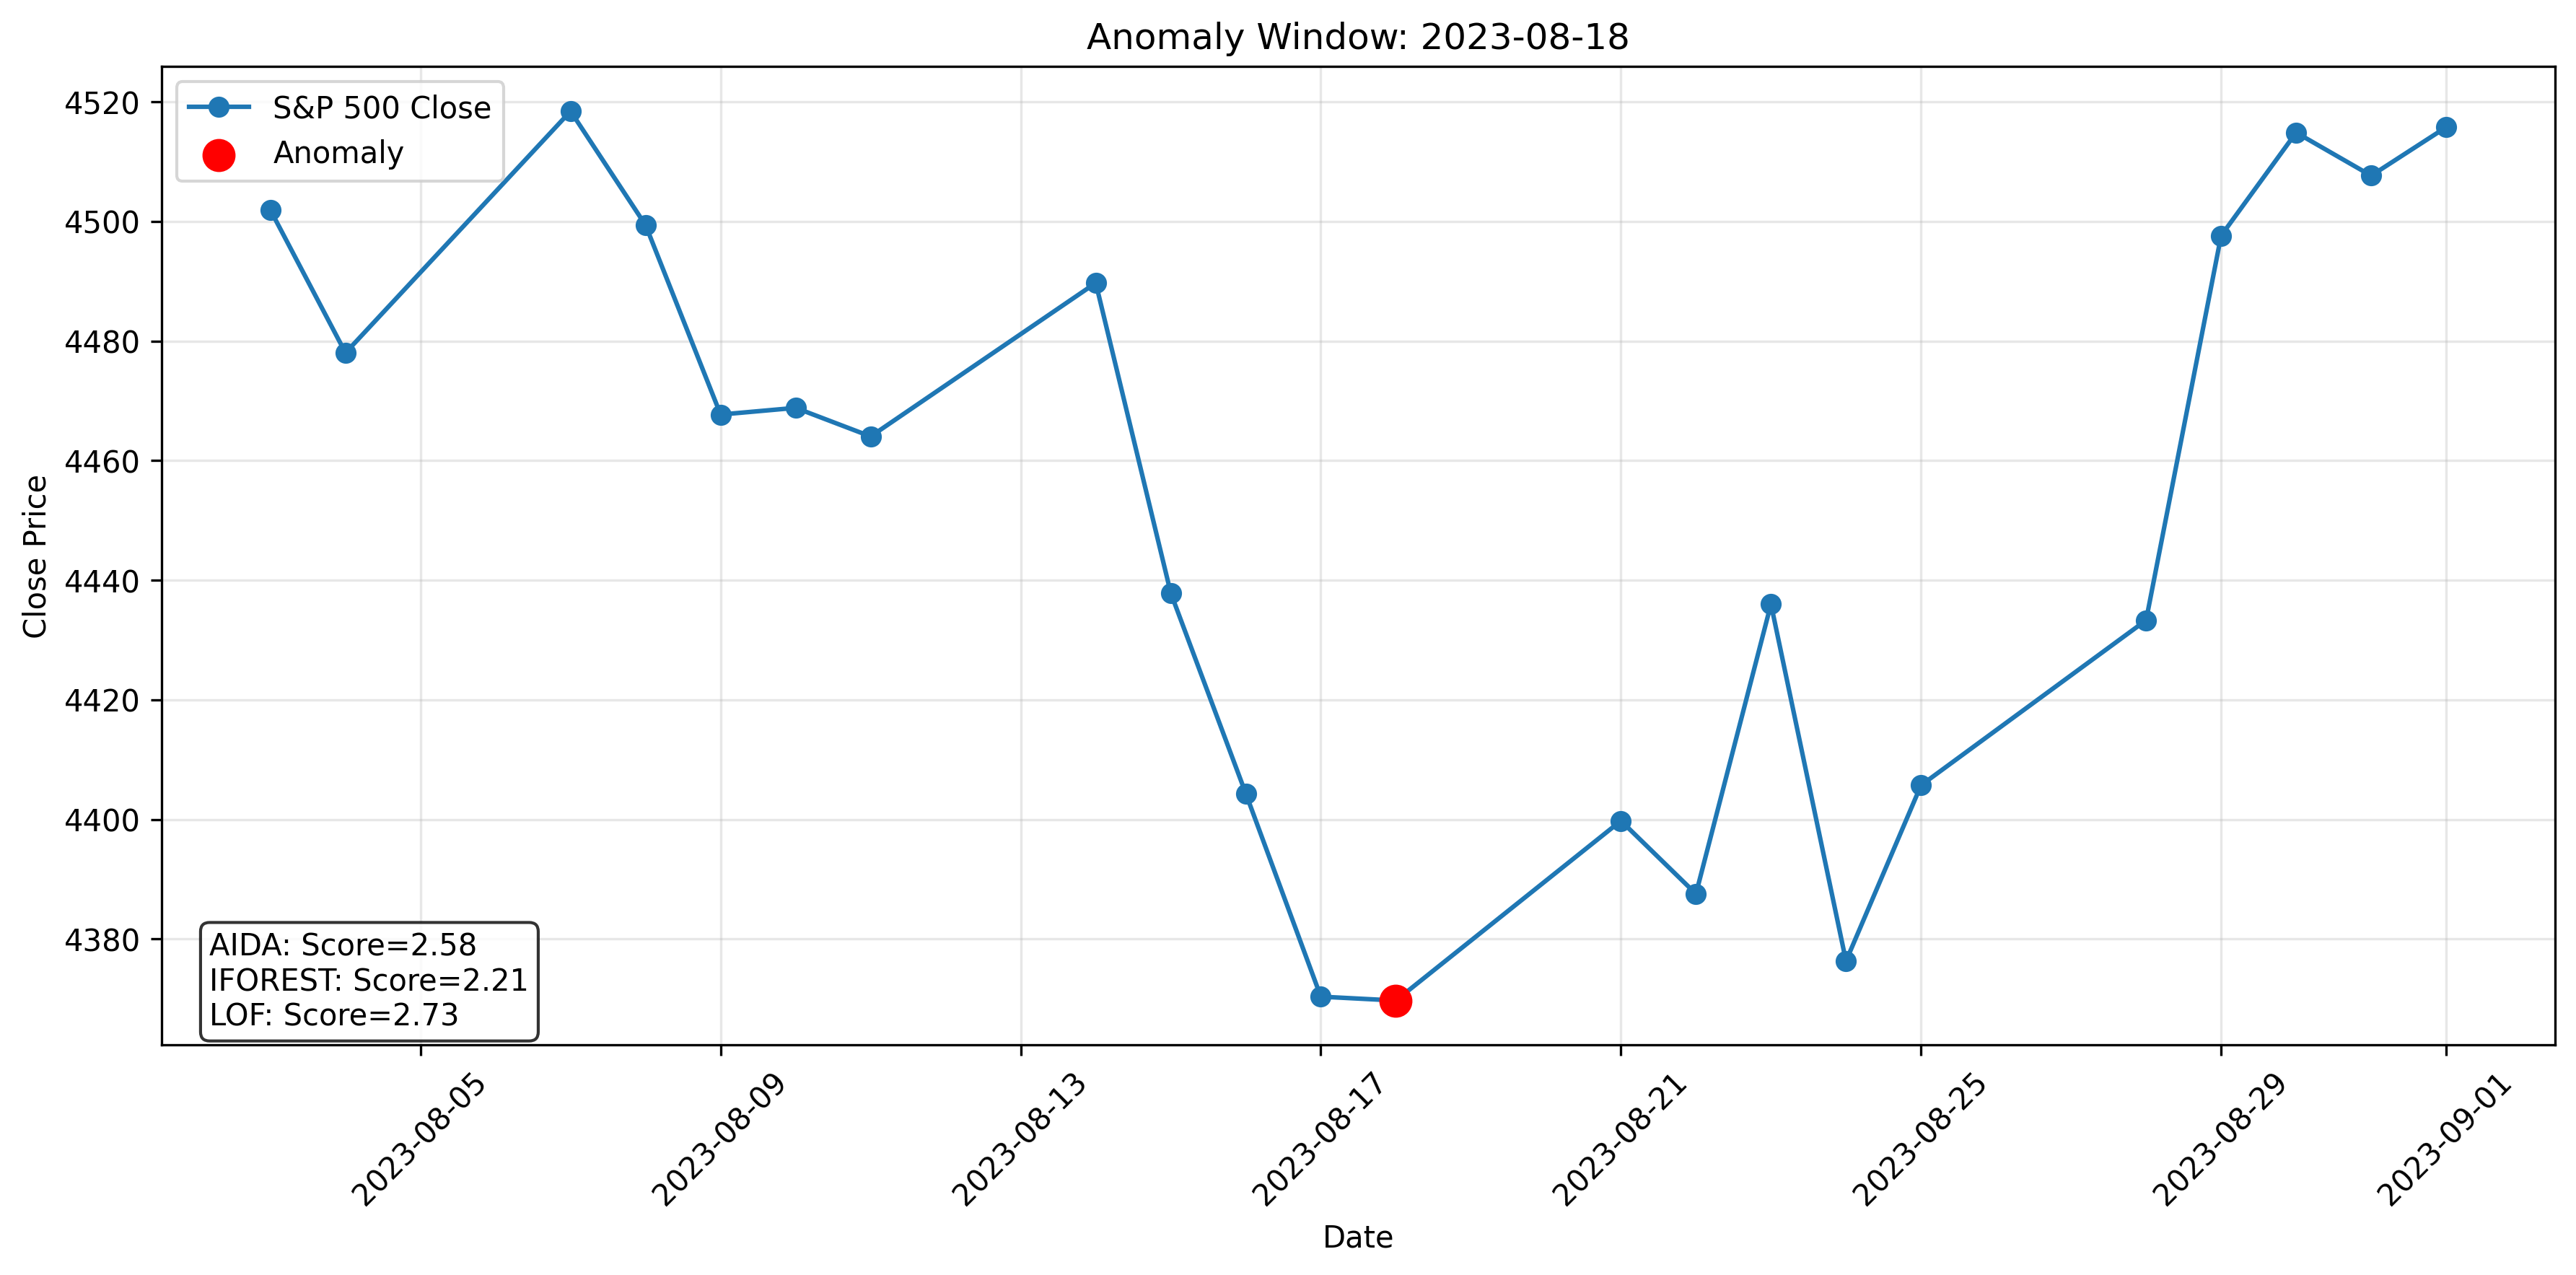 Anomaly Window: 2023-08-18
S&P 500 Close
Anomaly
4520
4500
4480
4460
4440
4420
4400
4380
Close Price
AIDA: Score=2.58
IFOREST: Score=2.21
LOF: Score=2.73
2023-08-05
2023-08-09
2023-08-13
2023-08-17
2023-08-21
2023-08-25
2023-08-29
2023-09-01
Date